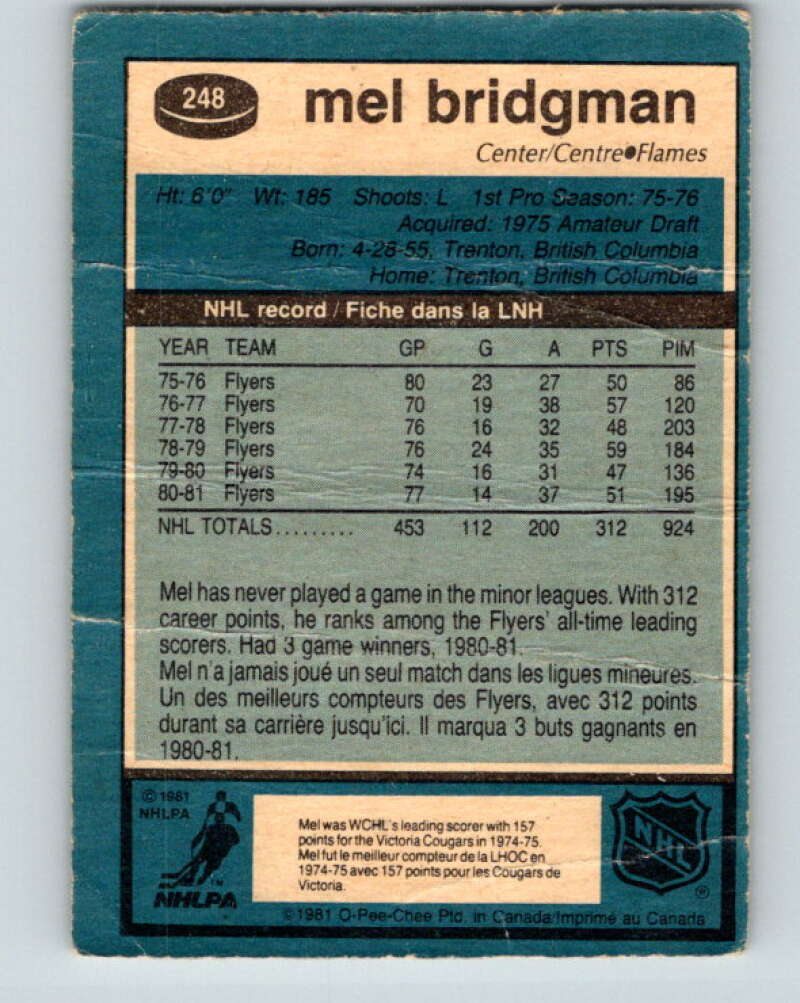 248 mel bridgman
Center/Centre●Flames
Ht: 6'0" Wt: 185 Shoots: L 1st Pro Season: 75-76
Acquired: 1975 Amateur Draft
Born: 4-28-55, Trenton, British Columbia
Home: Trenton, British Columbia
NHL record / Fiche dans la LNH
YEAR TEAM GP G A PTS PIM
75-76 Flyers 80 23 27 50 86
76-77 Flyers 70 19 38 57 120
77-78 Flyers 76 16 32 48 203
78-79 Flyers 76 24 35 59 184
79-80 Flyers 74 16 31 47 136
80-81 Flyers 77 14 37 51 195
NHL TOTALS......... 453 112 200 312 924
Mel has never played a game in the minor leagues. With 312
career points, he ranks among the Flyers' all-time leading
scorers. Had 3 game winners, 1980-81.
Mel n'a jamais joué un seul match dans les ligues mineures.
Un des meilleurs compteurs des Flyers, avec 312 points
durant sa carrière jusqu'ici. Il marqua 3 buts gagnants en
1980-81.
© 1981
NHLPA
NHLPA
Mel was WCHL's leading scorer with 157
points for the Victoria Cougars in 1974-75.
Mel fut le meilleur compteur de la LHOC en
1974-75 avec 157 points pour les Cougars de
Victoria.
NHL
®
© 1981 O-Pee-Chee Ptd. in Canada/Imprimé au Canada